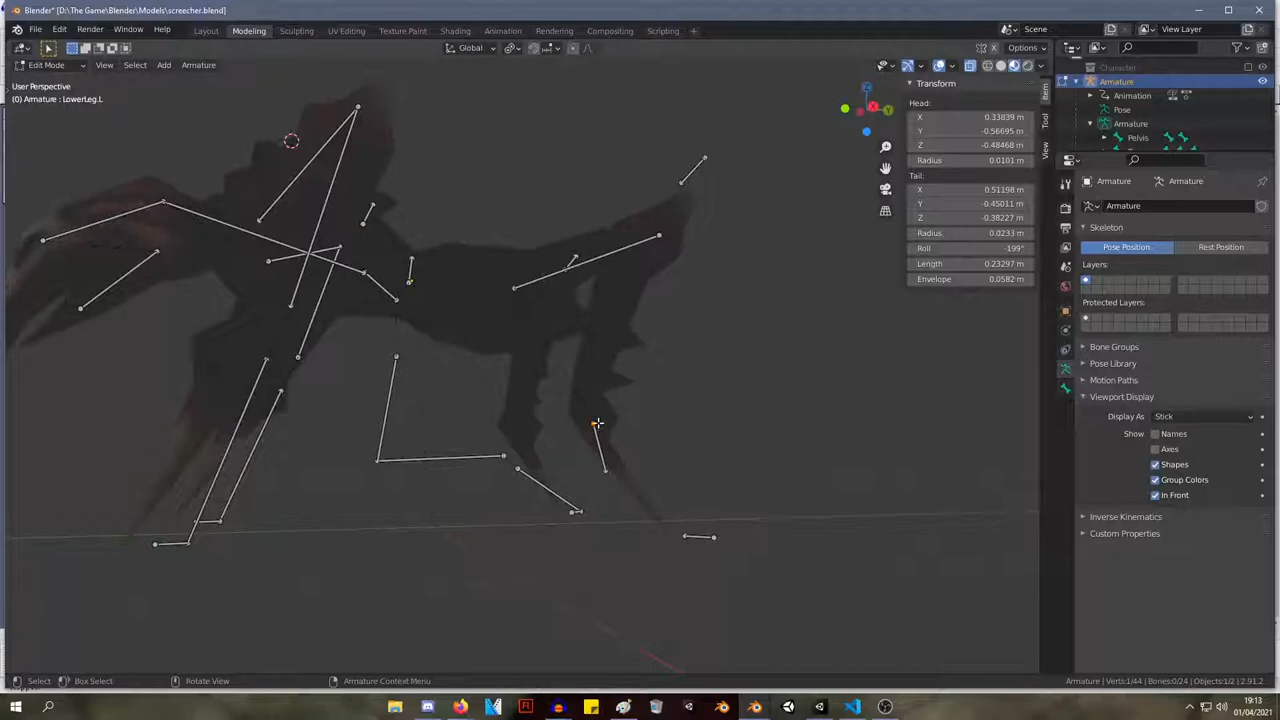 Blender* [D:\The Game\Blender\Models\screecher.blend]
File Edit Render Window Help Layout Modeling Sculpting UV Editing Texture Paint Shading Animation Rendering Compositing Scripting + Scene View Layer
Global Options
Edit Mode View Select Add Armature
User Perspective
(0) Armature : LowerLeg.L
Transform
Head:
X 0.33839 m
Y -0.56695 m
Z -0.48468 m
Radius 0.0101 m
Tail:
X 0.51198 m
Y -0.45011 m
Z -0.38227 m
Radius 0.0233 m
Roll -199°
Length 0.23297 m
Envelope 0.0582 m
Item
Tool
View
Character
Armature
Animation
Pose
Armature
Pelvis
Armature Armature
Armature
Skeleton
Pose Position Rest Position
Layers:
Protected Layers:
Bone Groups
Pose Library
Motion Paths
Viewport Display
Display As Stick
Show Names
Axes
Shapes
Group Colors
In Front
Inverse Kinematics
Custom Properties
X
Y
Z
Select Box Select Rotate View Armature Context Menu Armature | Verts:1/44 | Bones:0/24 | Objects:1/2 | 2.91.2
19:13
01/04/2021